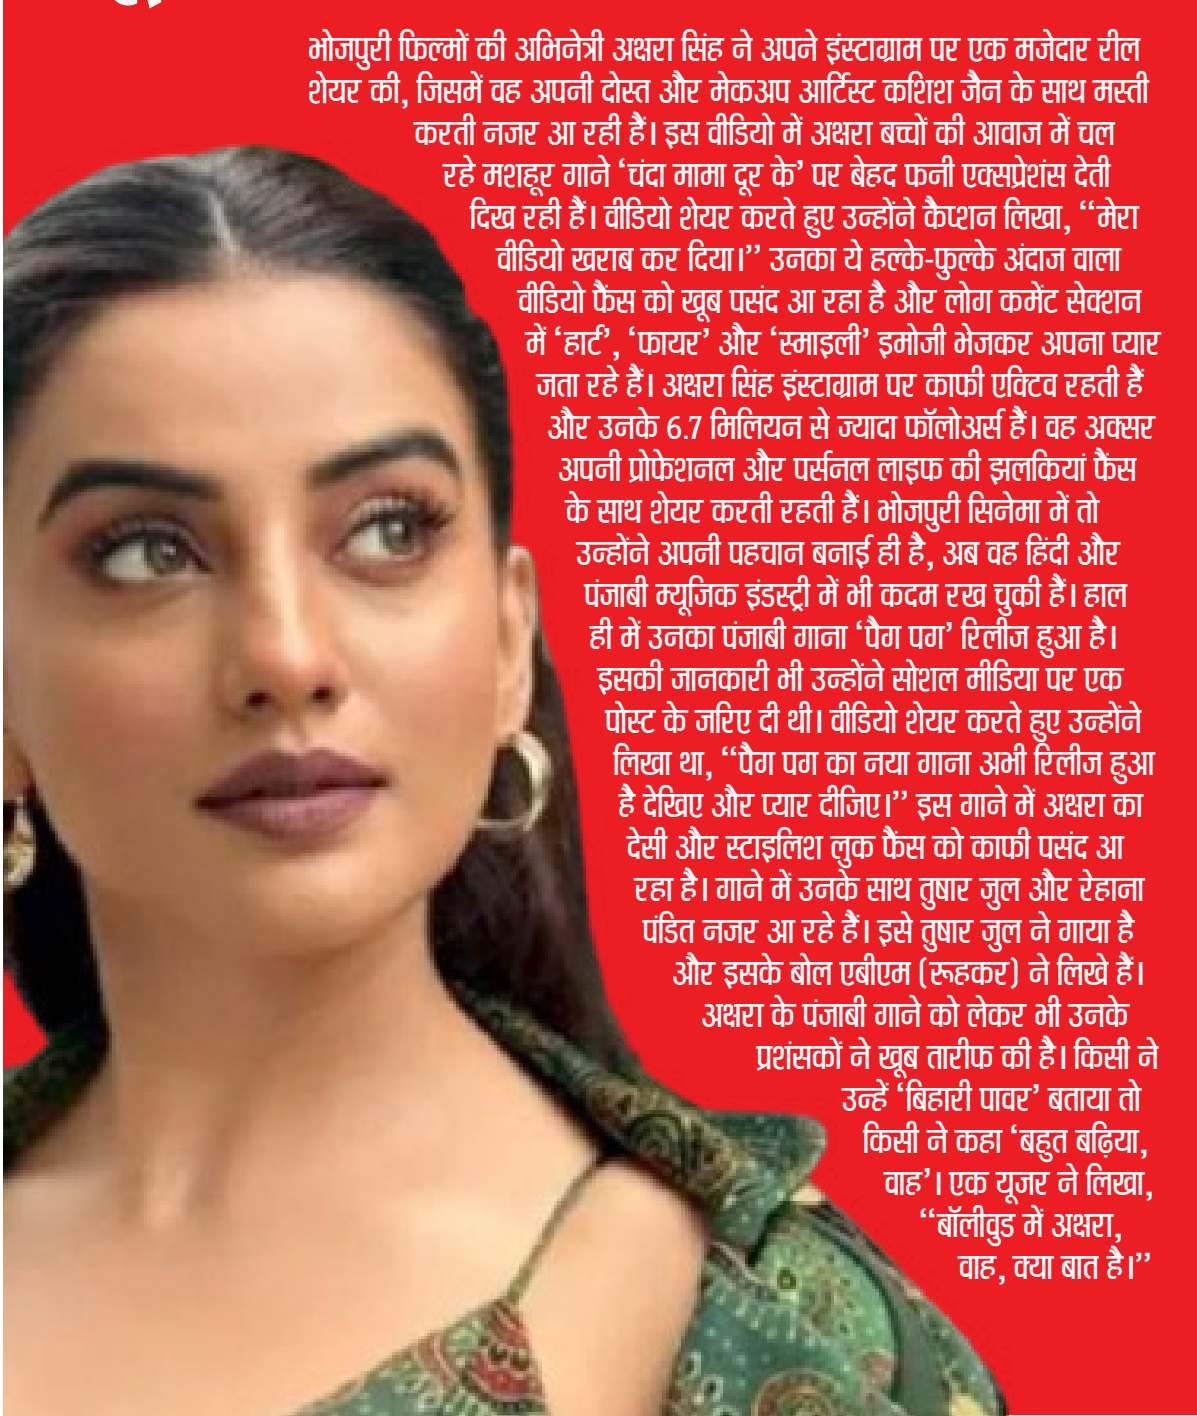 भोजपुरी फिल्मों की अभिनेत्री अक्षरा सिंह ने अपने इंस्टाग्राम पर एक मजेदार रील
शेयर की, जिसमें वह अपनी दोस्त और मेकअप आर्टिस्ट कशिश जैन के साथ मस्ती
करती नजर आ रही हैं। इस वीडियो में अक्षरा बच्चों की आवाज में चल
रहे मशहूर गाने ‘चंदा मामा दूर के’ पर बेहद फनी एक्सप्रेशंस देती
दिख रही हैं। वीडियो शेयर करते हुए उन्होंने कैप्शन लिखा, ‘‘मेरा
वीडियो खराब कर दिया।’’ उनका ये हल्के-फुल्के अंदाज वाला
वीडियो फैंस को खूब पसंद आ रहा है और लोग कमेंट सेक्शन
में ‘हार्ट’, ‘फायर’ और ‘स्माइली’ इमोजी भेजकर अपना प्यार
जता रहे हैं। अक्षरा सिंह इंस्टाग्राम पर काफी एक्टिव रहती हैं
और उनके 6.7 मिलियन से ज्यादा फॉलोअर्स हैं। वह अक्सर
अपनी प्रोफेशनल और पर्सनल लाइफ की झलकियां फैंस
के साथ शेयर करती रहती हैं। भोजपुरी सिनेमा में तो
उन्होंने अपनी पहचान बनाई ही है, अब वह हिंदी और
पंजाबी म्यूजिक इंडस्ट्री में भी कदम रख चुकी हैं। हाल
ही में उनका पंजाबी गाना ‘पैग पग’ रिलीज हुआ है।
इसकी जानकारी भी उन्होंने सोशल मीडिया पर एक
पोस्ट के जरिए दी थी। वीडियो शेयर करते हुए उन्होंने
लिखा था, ‘‘पैग पग का नया गाना अभी रिलीज हुआ
है देखिए और प्यार दीजिए।’’ इस गाने में अक्षरा का
देसी और स्टाइलिश लुक फैंस को काफी पसंद आ
रहा है। गाने में उनके साथ तुषार जुल और रेहाना
पंडित नजर आ रहे हैं। इसे तुषार जुल ने गाया है
और इसके बोल एबीएम (रूहकर) ने लिखे हैं।
अक्षरा के पंजाबी गाने को लेकर भी उनके
प्रशंसकों ने खूब तारीफ की है। किसी ने
उन्हें ‘बिहारी पावर’ बताया तो
किसी ने कहा ‘बहुत बढ़िया,
वाह’। एक यूजर ने लिखा,
‘‘बॉलीवुड में अक्षरा,
वाह, क्या बात है।’’